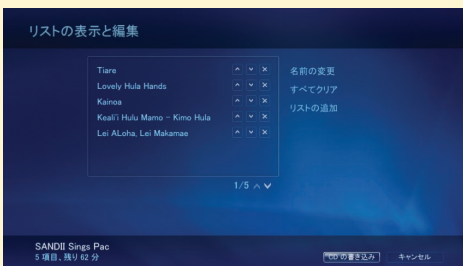 リストの表示と編集
Tiare
Lovely Hula Hands
Kainoa
Keali'i Hulu Mamo - Kimo Hula
Lei ALoha, Lei Makamae
1/5
名前の変更
すべてクリア
リストの追加
SANDII Sings Pac
5 項目、残り 62 分
CD の書き込み
キャンセル